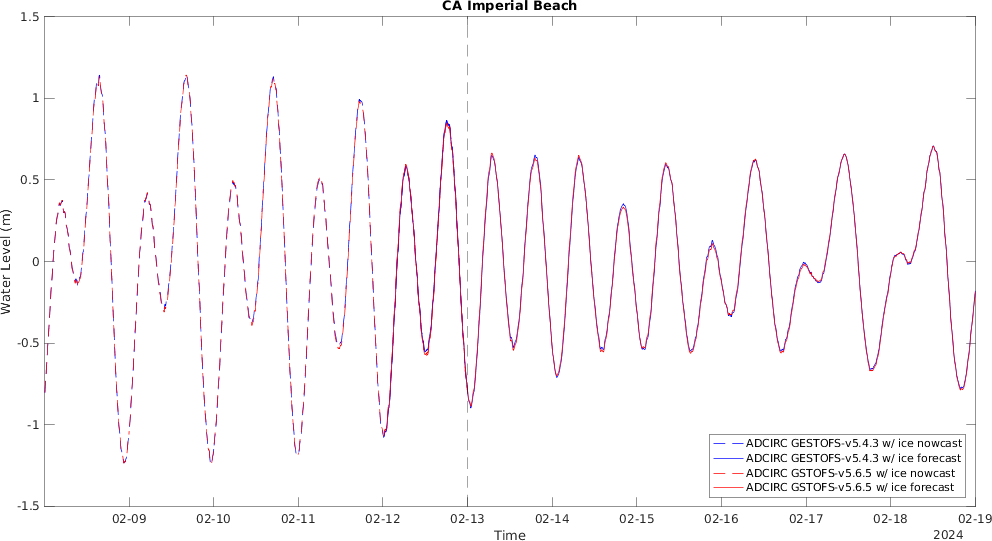 CA Imperial Beach
1.5
1
0.5
0
-0.5
-1
-1.5
Water Level (m)
02-09 02-10 02-11 02-12 02-13 02-14 02-15 02-16 02-17 02-18 02-19
Time
2024
ADCIRC GESTOFS-v5.4.3 w/ ice nowcast
ADCIRC GESTOFS-v5.4.3 w/ ice forecast
ADCIRC GSTOFS-v5.6.5 w/ ice nowcast
ADCIRC GSTOFS-v5.6.5 w/ ice forecast